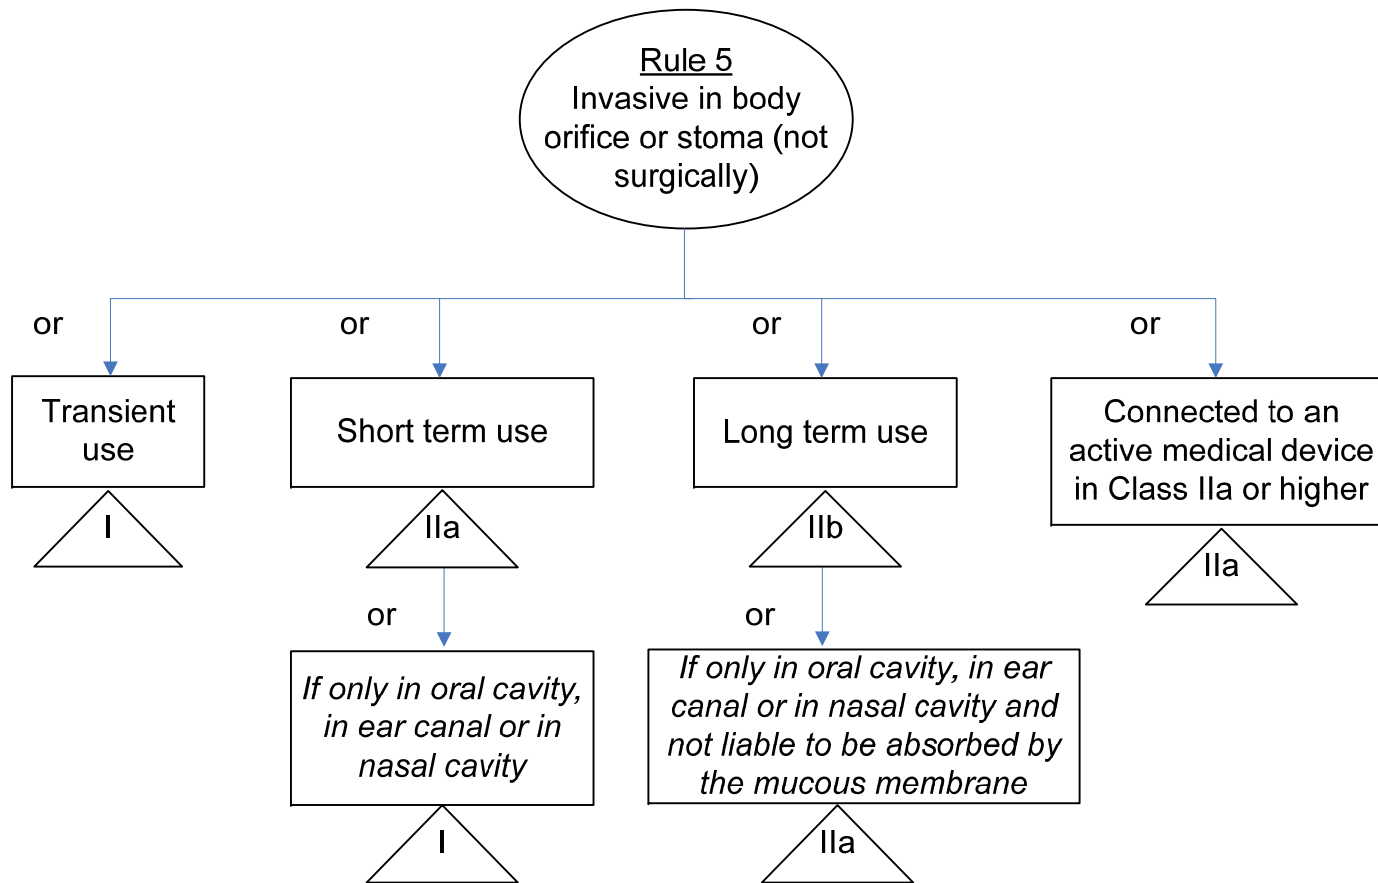 Rule 5
Invasive in body
orifice or stoma (not
surgically)
or
or
or
or
Transient
use
Short term use
Long term use
Connected to an
active medical device
in Class IIa or higher
I
IIa
IIb
IIa
or
or
If only in oral cavity,
in ear canal or in
nasal cavity
If only in oral cavity, in ear
canal or in nasal cavity and
not liable to be absorbed by
the mucous membrane
I
IIa